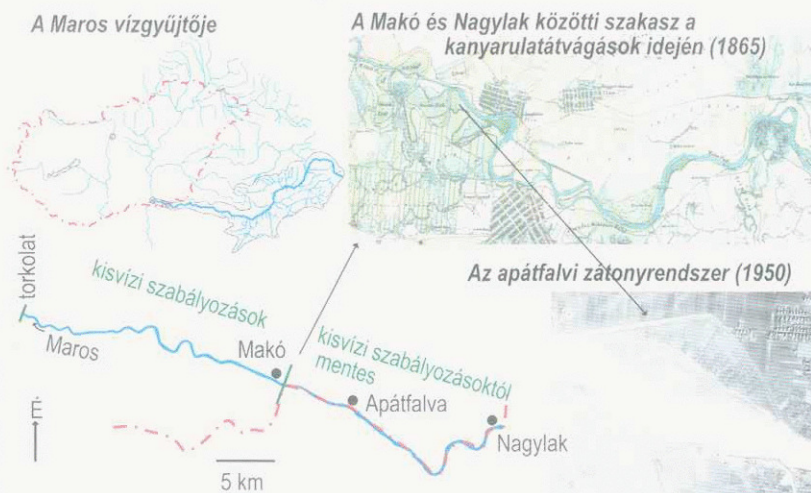 A Maros vízgyűjtője
A Makó és Nagylak közötti szakasz a
kanyarulatátvágások idején (1865)
Az apátfalvi zátonyrendszer (1950)
torkolat
kisvízi szabályozások
Maros
Makó
kisvízi szabályozásoktól
mentes
Apátfalva
Nagylak
É.
5 km